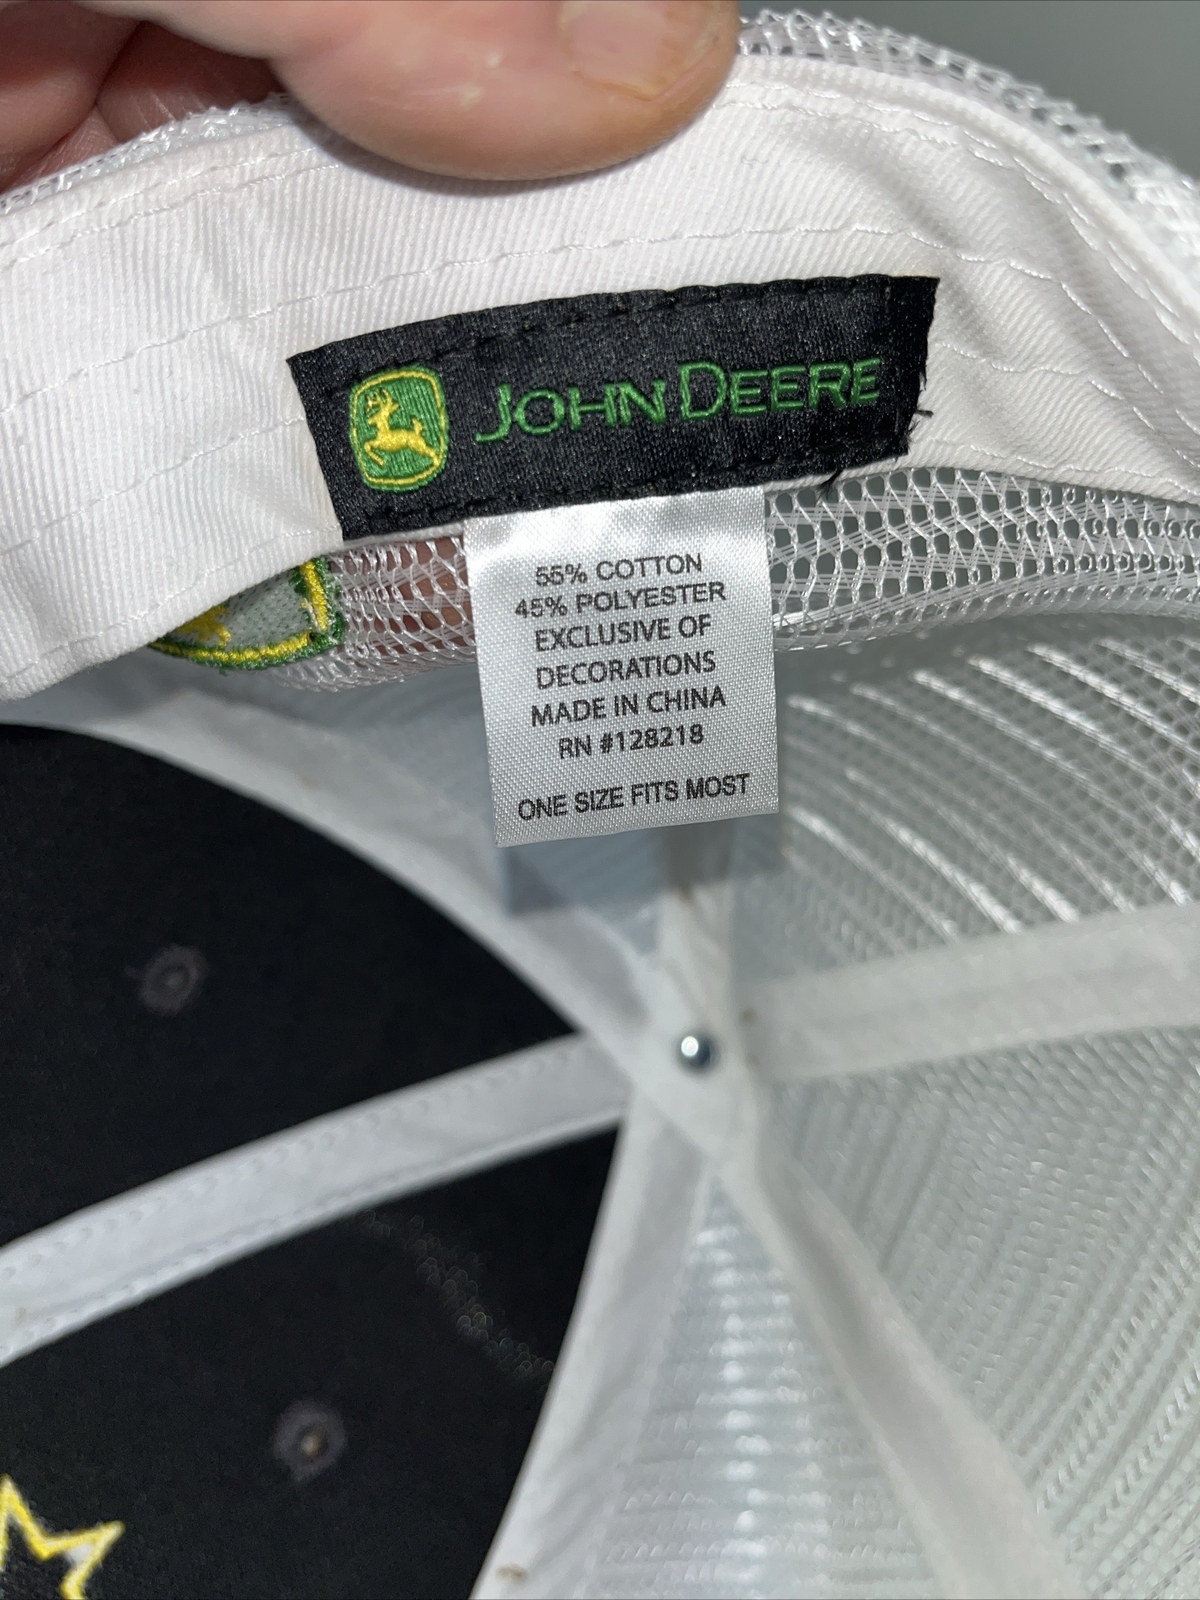 JOHN DEERE
55% COTTON
45% POLYESTER
EXCLUSIVE OF
DECORATIONS
MADE IN CHINA
RN #128218
ONE SIZE FITS MOST